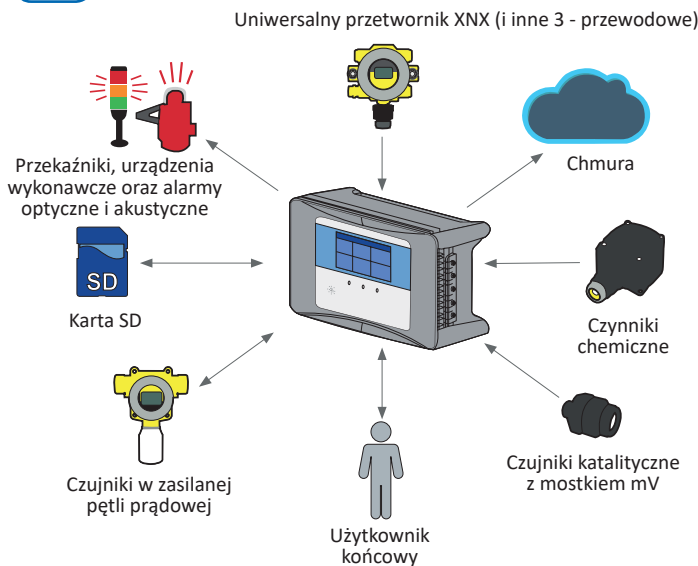 Uniwersalny przetwornik XNX (i inne 3 - przewodowe)
Przekaźniki, urządzenia
wykonawcze oraz alarmy
optyczne i akustyczne
Chmura
SD
Karta SD
Czynniki
chemiczne
Czujniki w zasilanej
pętli prądowej
Czujniki katalityczne
z mostkiem mV
Użytkownik
końcowy